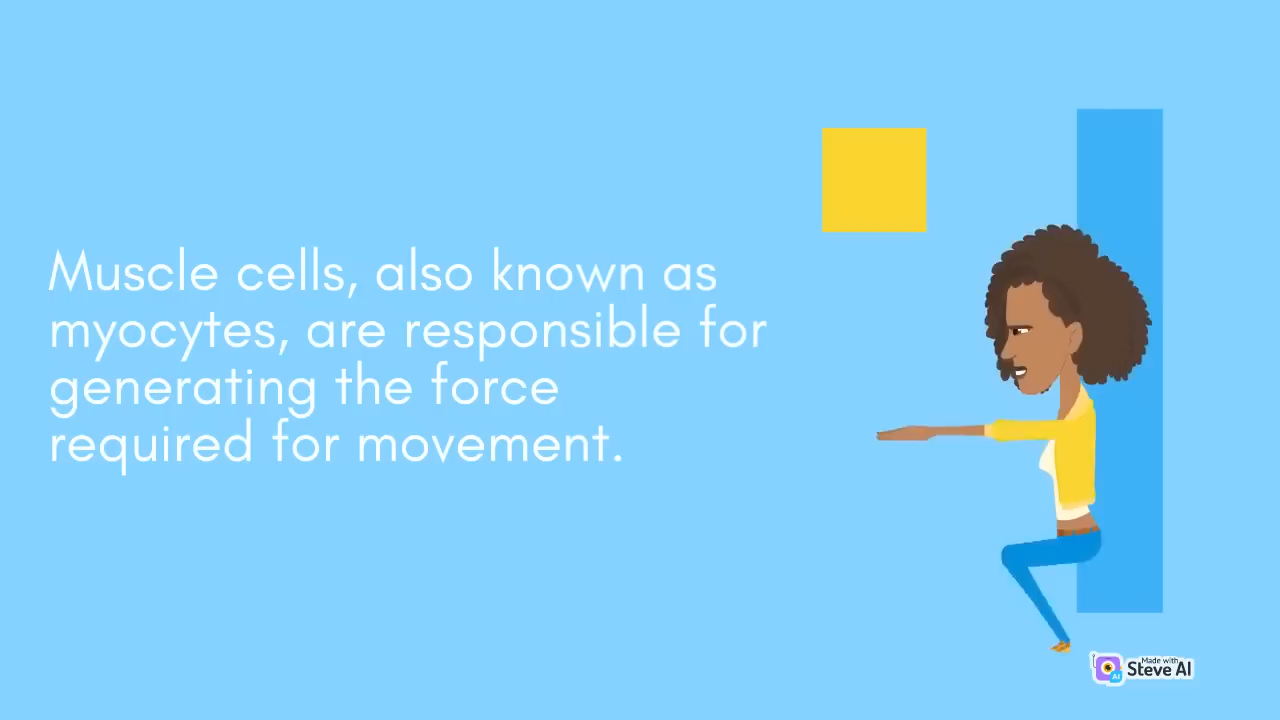 Muscle cells, also known as
myocytes, are responsible for
generating the force
required for movement.
Made with
Steve AI
AI